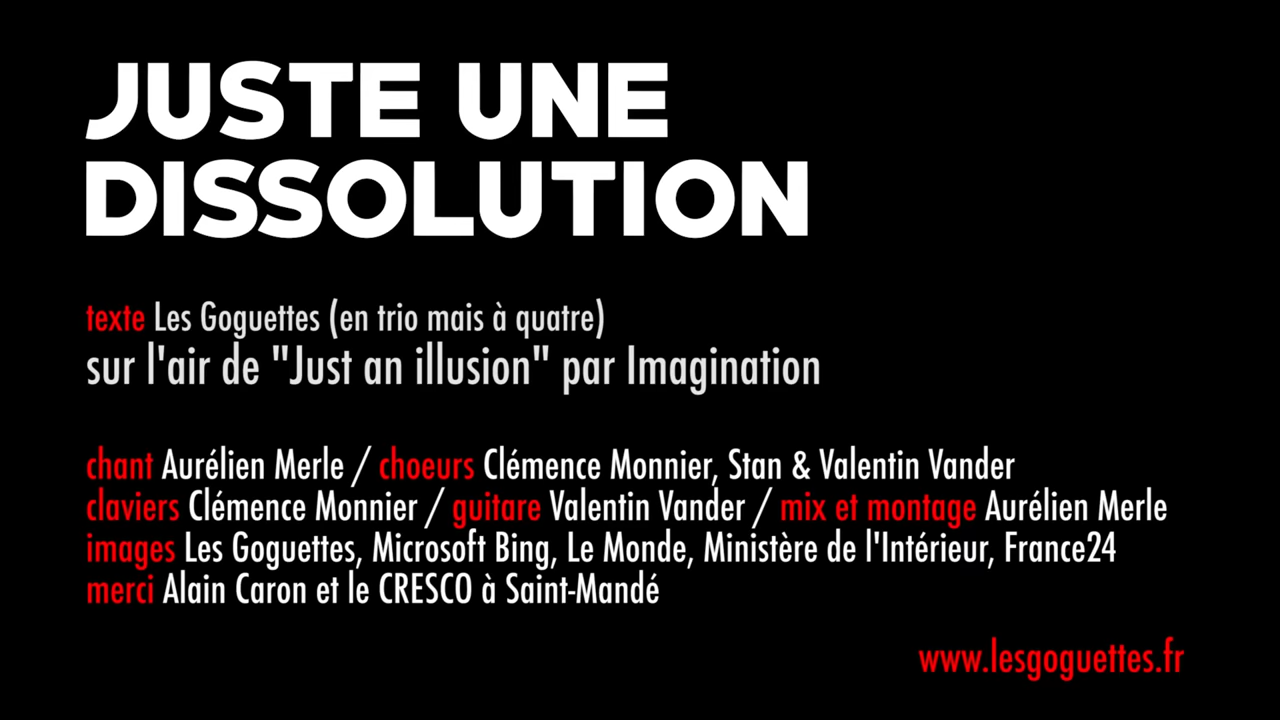 JUSTE UNE
DISSOLUTION
texte Les Goguettes (en trio mais à quatre)
sur l'air de "Just an illusion" par Imagination
chant Aurélien Merle / choeurs Clémence Monnier, Stan & Valentin Vander
claviers Clémence Monnier / guitare Valentin Vander / mix et montage Aurélien Merle
images Les Goguettes, Microsoft Bing, Le Monde, Ministère de l'Intérieur, France24
merci Alain Caron et le CRESCO à Saint-Mandé
www.lesgoguettes.fr